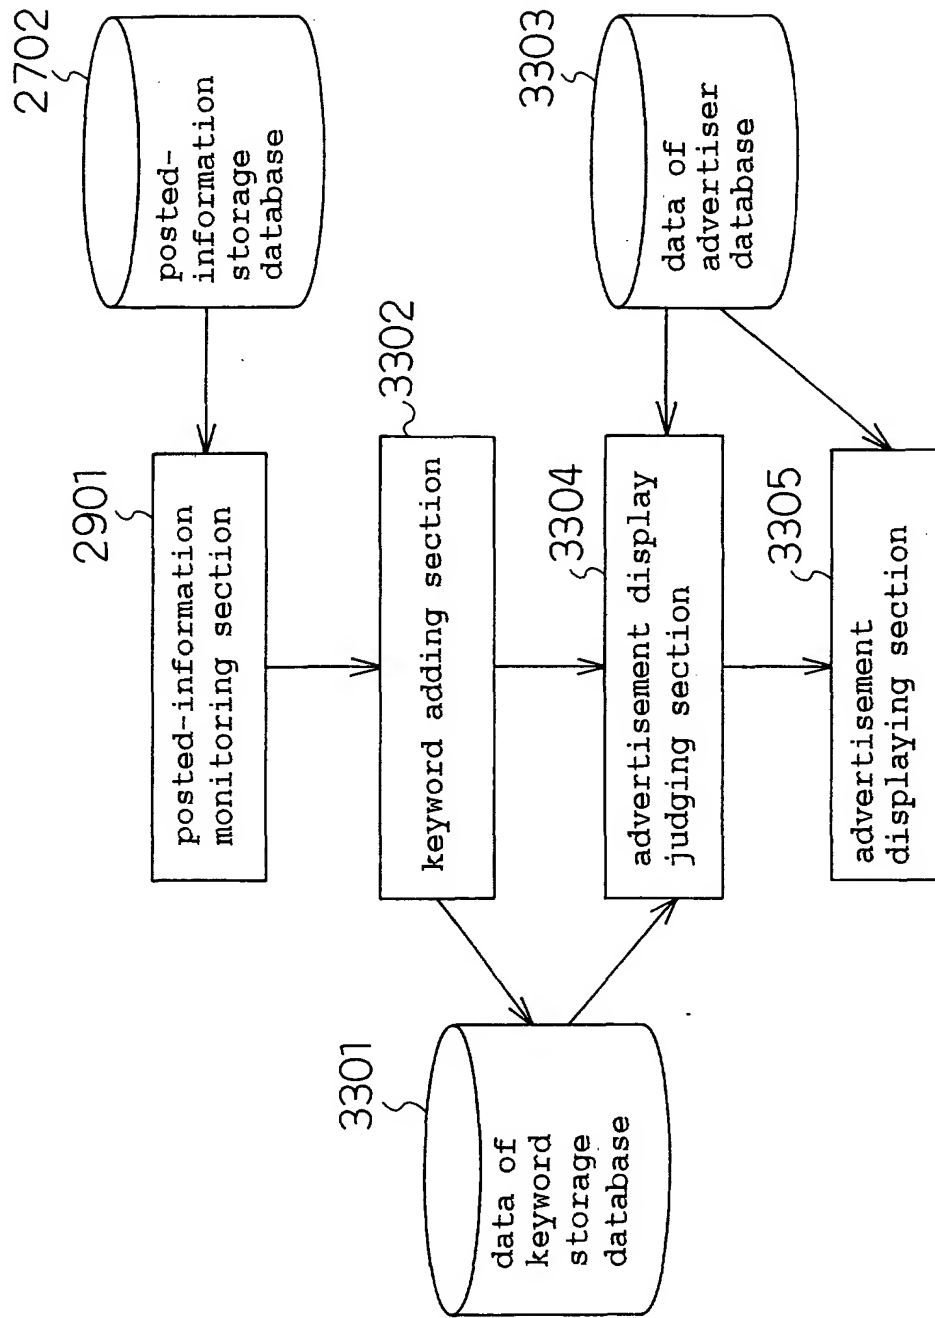 2702
posted-
information
storage
database
2901
posted-information
monitoring section
3302
keyword adding section
3301
data of
keyword
storage
database
3303
data of
advertiser
database
3304
advertisement display
judging section
3305
advertisement
displaying section